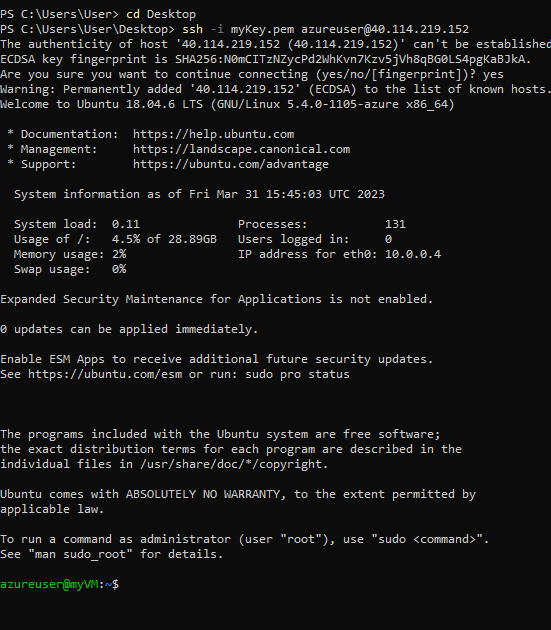 PS C:\Users\User> cd Desktop
PS C:\Users\User\Desktop> ssh -i myKey.pem azureuser@40.114.219.152
The authenticity of host '40.114.219.152 (40.114.219.152)' can't be established
ECDSA key fingerprint is SHA256:N0mCITzNZycPd2WhKvn7Kzv5jVh8qBG0LS4pgKaBJkA.
Are you sure you want to continue connecting (yes/no/[fingerprint])? yes
Warning: Permanently added '40.114.219.152' (ECDSA) to the list of known hosts.
Welcome to Ubuntu 18.04.6 LTS (GNU/Linux 5.4.0-1105-azure x86_64)
* Documentation:  https://help.ubuntu.com
* Management:     https://landscape.canonical.com
* Support:        https://ubuntu.com/advantage
System information as of Fri Mar 31 15:45:03 UTC 2023
System load:  0.11              Processes:             131
Usage of /:   4.5% of 28.89GB   Users logged in:       0
Memory usage: 2%                IP address for eth0: 10.0.0.4
Swap usage:   0%
Expanded Security Maintenance for Applications is not enabled.
0 updates can be applied immediately.
Enable ESM Apps to receive additional future security updates.
See https://ubuntu.com/esm or run: sudo pro status
The programs included with the Ubuntu system are free software;
the exact distribution terms for each program are described in the
individual files in /usr/share/doc/*/copyright.
Ubuntu comes with ABSOLUTELY NO WARRANTY, to the extent permitted by
applicable law.
To run a command as administrator (user "root"), use "sudo <command>".
See "man sudo_root" for details.
azureuser@myVM:~$